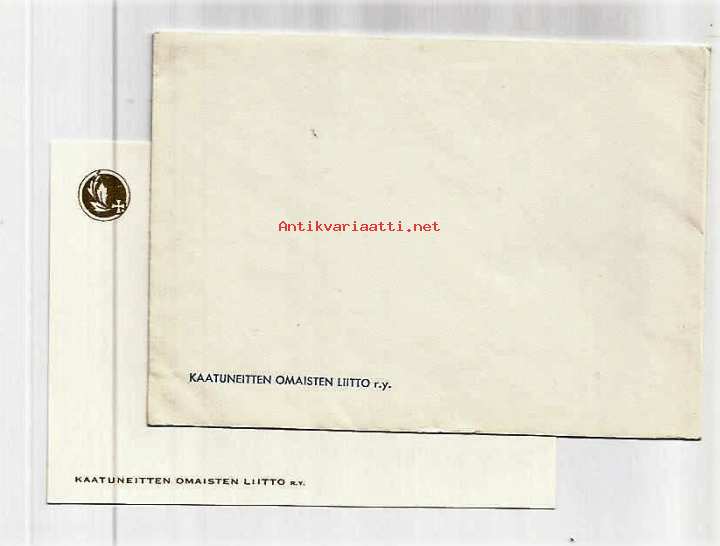 Antikvariaatti.net
KAATUNEITTEN OMAISTEN LIITTO r.y.
KAATUNEITTEN OMAISTEN LIITTO R.Y.